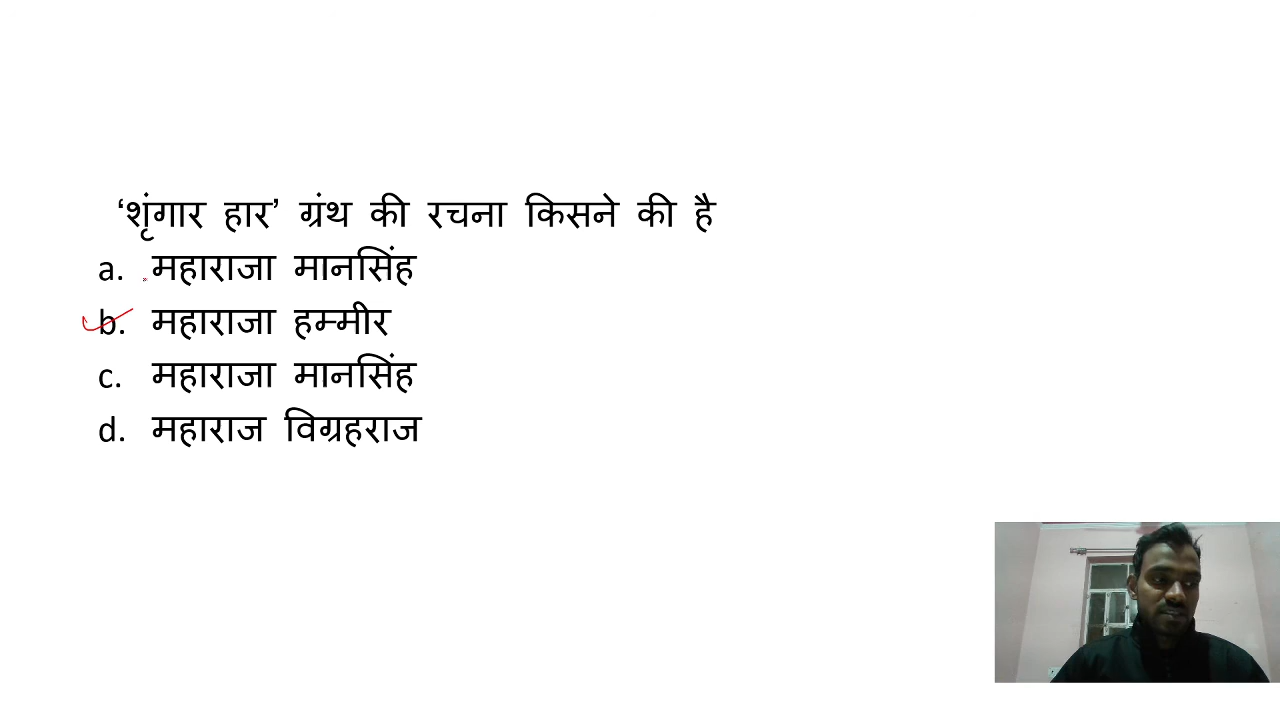 ‘शृंगार हार’ ग्रंथ की रचना किसने की है
a. महाराजा मानसिंह
b. महाराजा हम्मीर
c. महाराजा मानसिंह
d. महाराज विग्रहराज